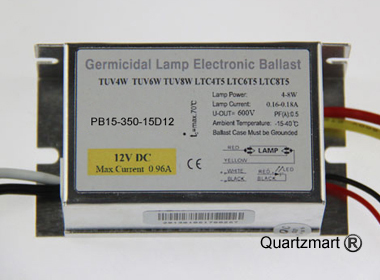 Germicidal Lamp Electronic Ballast
TUV4W TUV6W TUV8W LTC4T5 LTC6T5 LTC8T5
Lamp Power: 4-8W
Lamp Current: 0.16-0.18A
U-OUT= 600V PF(λ) 0.5
PB15-350-15D12
Ambient Temperature: -15-40℃
Ballast Case Must be Grounded
tc max 70℃
12V DC
Max Current 0 96A
RED LAMP RED
YELLOW
WHITE RED LED
BLACK BLACK
Quartzmart ®